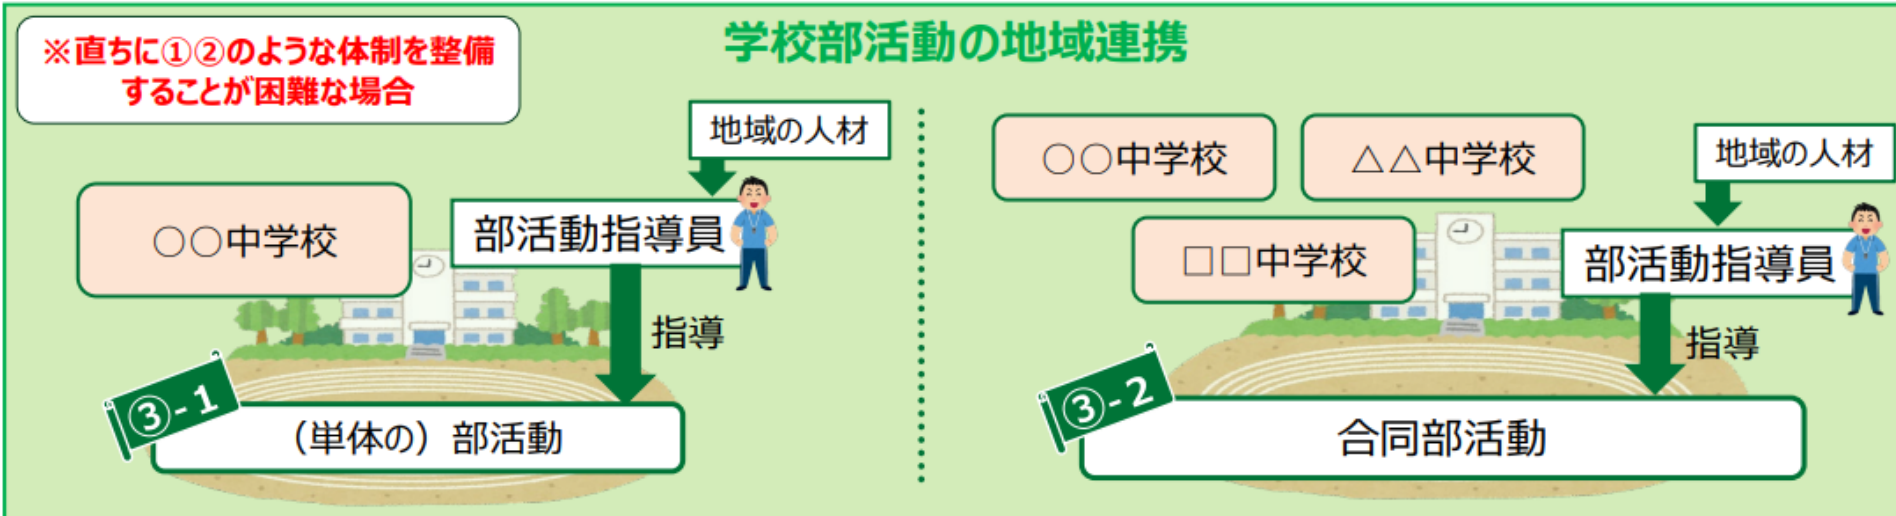 学校部活動の地域連携
※直ちに①②のような体制を整備
することが困難な場合
地域の人材
○○中学校
部活動指導員
指導
③-1
（単体の）部活動
○○中学校
△△中学校
地域の人材
□□中学校
部活動指導員
指導
③-2
合同部活動